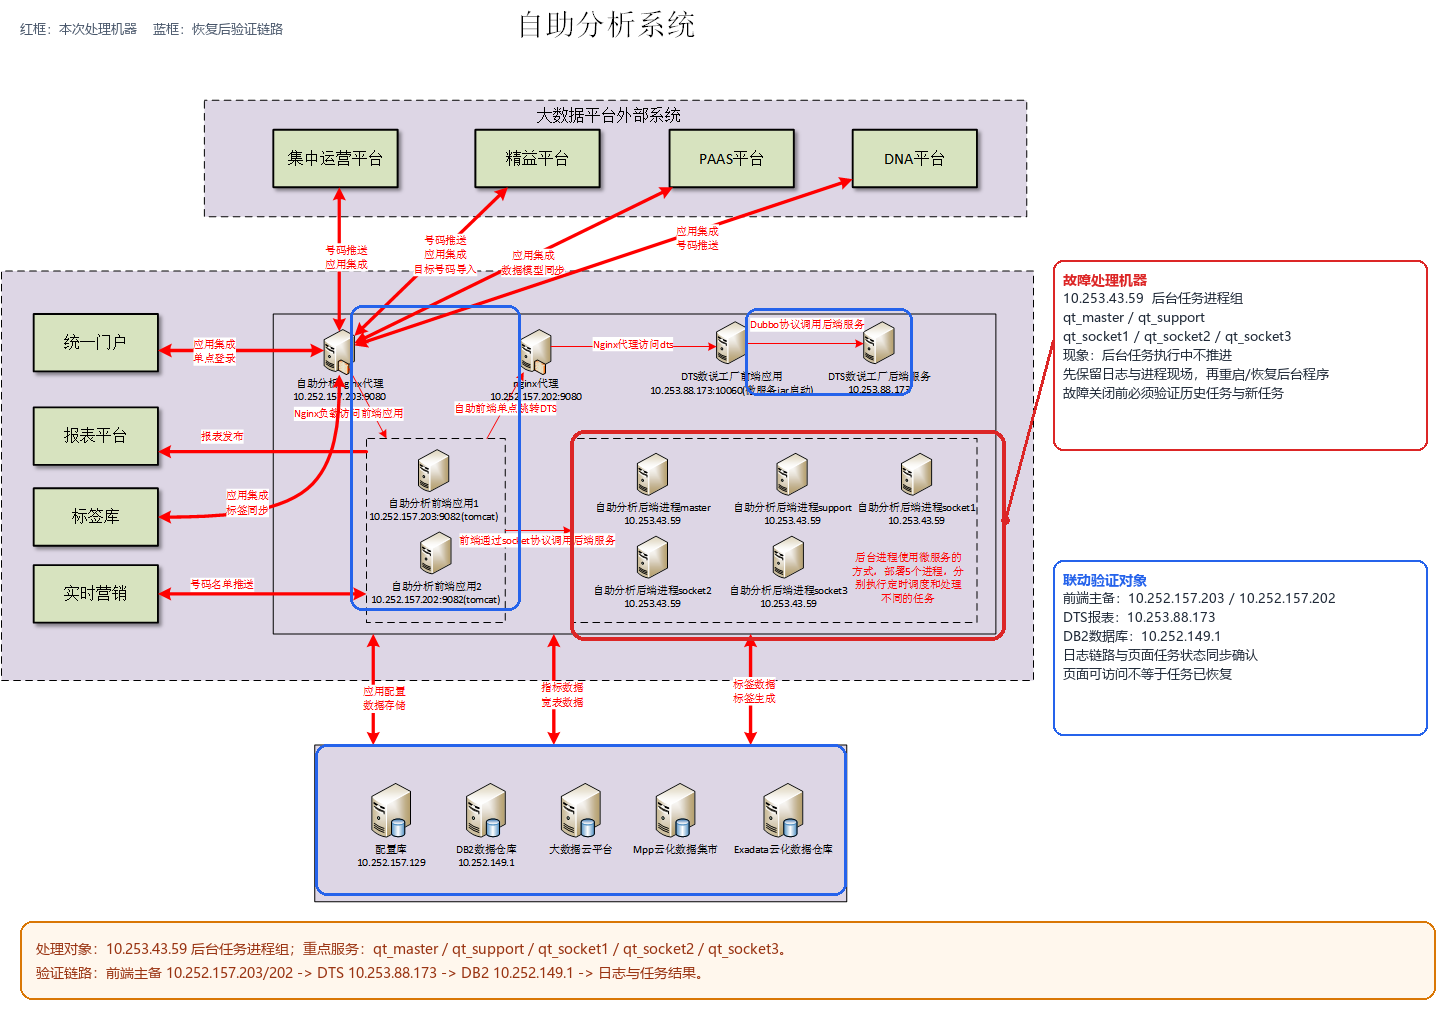 红框：本次处理机器 蓝框：恢复后验证链路
自助分析系统
大数据平台外部系统
集中运营平台
精益平台
PAAS平台
DNA平台
号码推送
应用集成
号码推送
应用集成
目标号码导入
应用集成
数据模型同步
应用集成
号码推送
统一门户
报表平台
标签库
实时营销
应用集成
单点登录
报表发布
应用集成
标签同步
号码名单推送
自助分析nginx代理
10.252.157.203:9080
Nginx负载访问前端应用
nginx代理
10.252.157.202:9080
自助前端单点跳转DTS
Nginx代理访问dts
DTS数说工厂前端应用
10.253.88.173:10060(微服务jar启动)
Dubbo协议调用后端服务
DTS数说工厂后端服务
10.253.88.173
自助分析前端应用1
10.252.157.203:9082(tomcat)
自助分析前端应用2
10.252.157.202:9082(tomcat)
前端通过socket协议调用后端服务
自助分析后端进程master
10.253.43.59
自助分析后端进程support
10.253.43.59
自助分析后端进程socket1
10.253.43.59
自助分析后端进程socket2
10.253.43.59
自助分析后端进程socket3
10.253.43.59
后台进程使用微服务的
方式，部署5个进程，分
别执行定时调度和处理
不同的任务
应用配置
数据存储
指标数据
宽表数据
标签数据
标签生成
配置库
10.252.157.129
DB2数据仓库
10.252.149.1
大数据云平台
Mpp云化数据集市
Exadata云化数据仓库
故障处理机器
10.253.43.59 后台任务进程组
qt_master / qt_support
qt_socket1 / qt_socket2 / qt_socket3
现象：后台任务执行中不推进
先保留日志与进程现场，再重启/恢复后台程序
故障关闭前必须验证历史任务与新任务
联动验证对象
前端主备：10.252.157.203 / 10.252.157.202
DTS报表：10.253.88.173
DB2数据库：10.252.149.1
日志链路与页面任务状态同步确认
页面可访问不等于任务已恢复
处理对象：10.253.43.59 后台任务进程组；重点服务：qt_master / qt_support / qt_socket1 / qt_socket2 / qt_socket3。
验证链路：前端主备 10.252.157.203/202 -> DTS 10.253.88.173 -> DB2 10.252.149.1 -> 日志与任务结果。